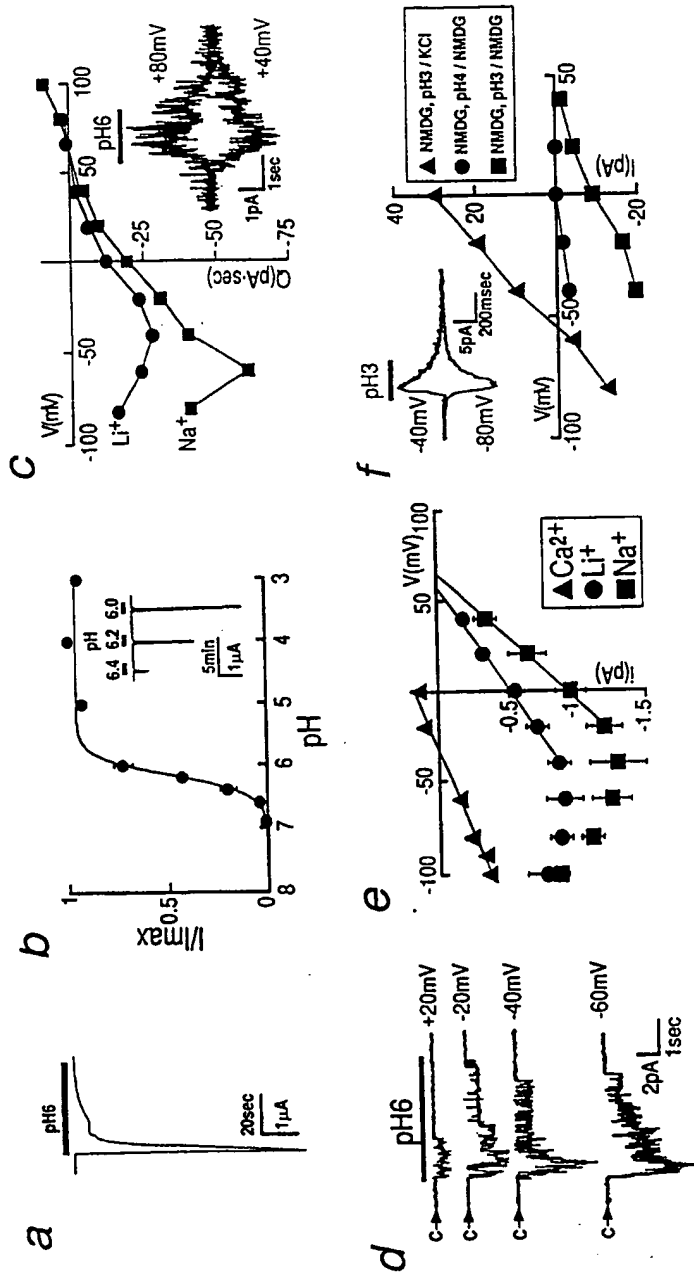 a
pH6
20sec
1μA
b
I/Imax
1
0.5
0
8
7
6
5
4
3
pH
pH
6.4 6.2 6.0
5min
1μA
c
V(mV)
-100
-50
50
100
Li+
Na+
-25
-50
-75
Q(pA·sec)
pH6
+80mV
+40mV
1pA
1sec
d
pH6
c
+20mV
c
-20mV
c
-40mV
c
-60mV
2pA
1sec
e
V(mV)
-100
-50
50
100
-0.5
-1
-1.5
i(pA)
Ca2+
Li+
Na+
f
pH3
-40mV
-80mV
5pA
200msec
V(mV)
-100
-50
50
40
20
-20
I(pA)
NMDG, pH3 / KCl
NMDG, pH4 / NMDG
NMDG, pH3 / NMDG